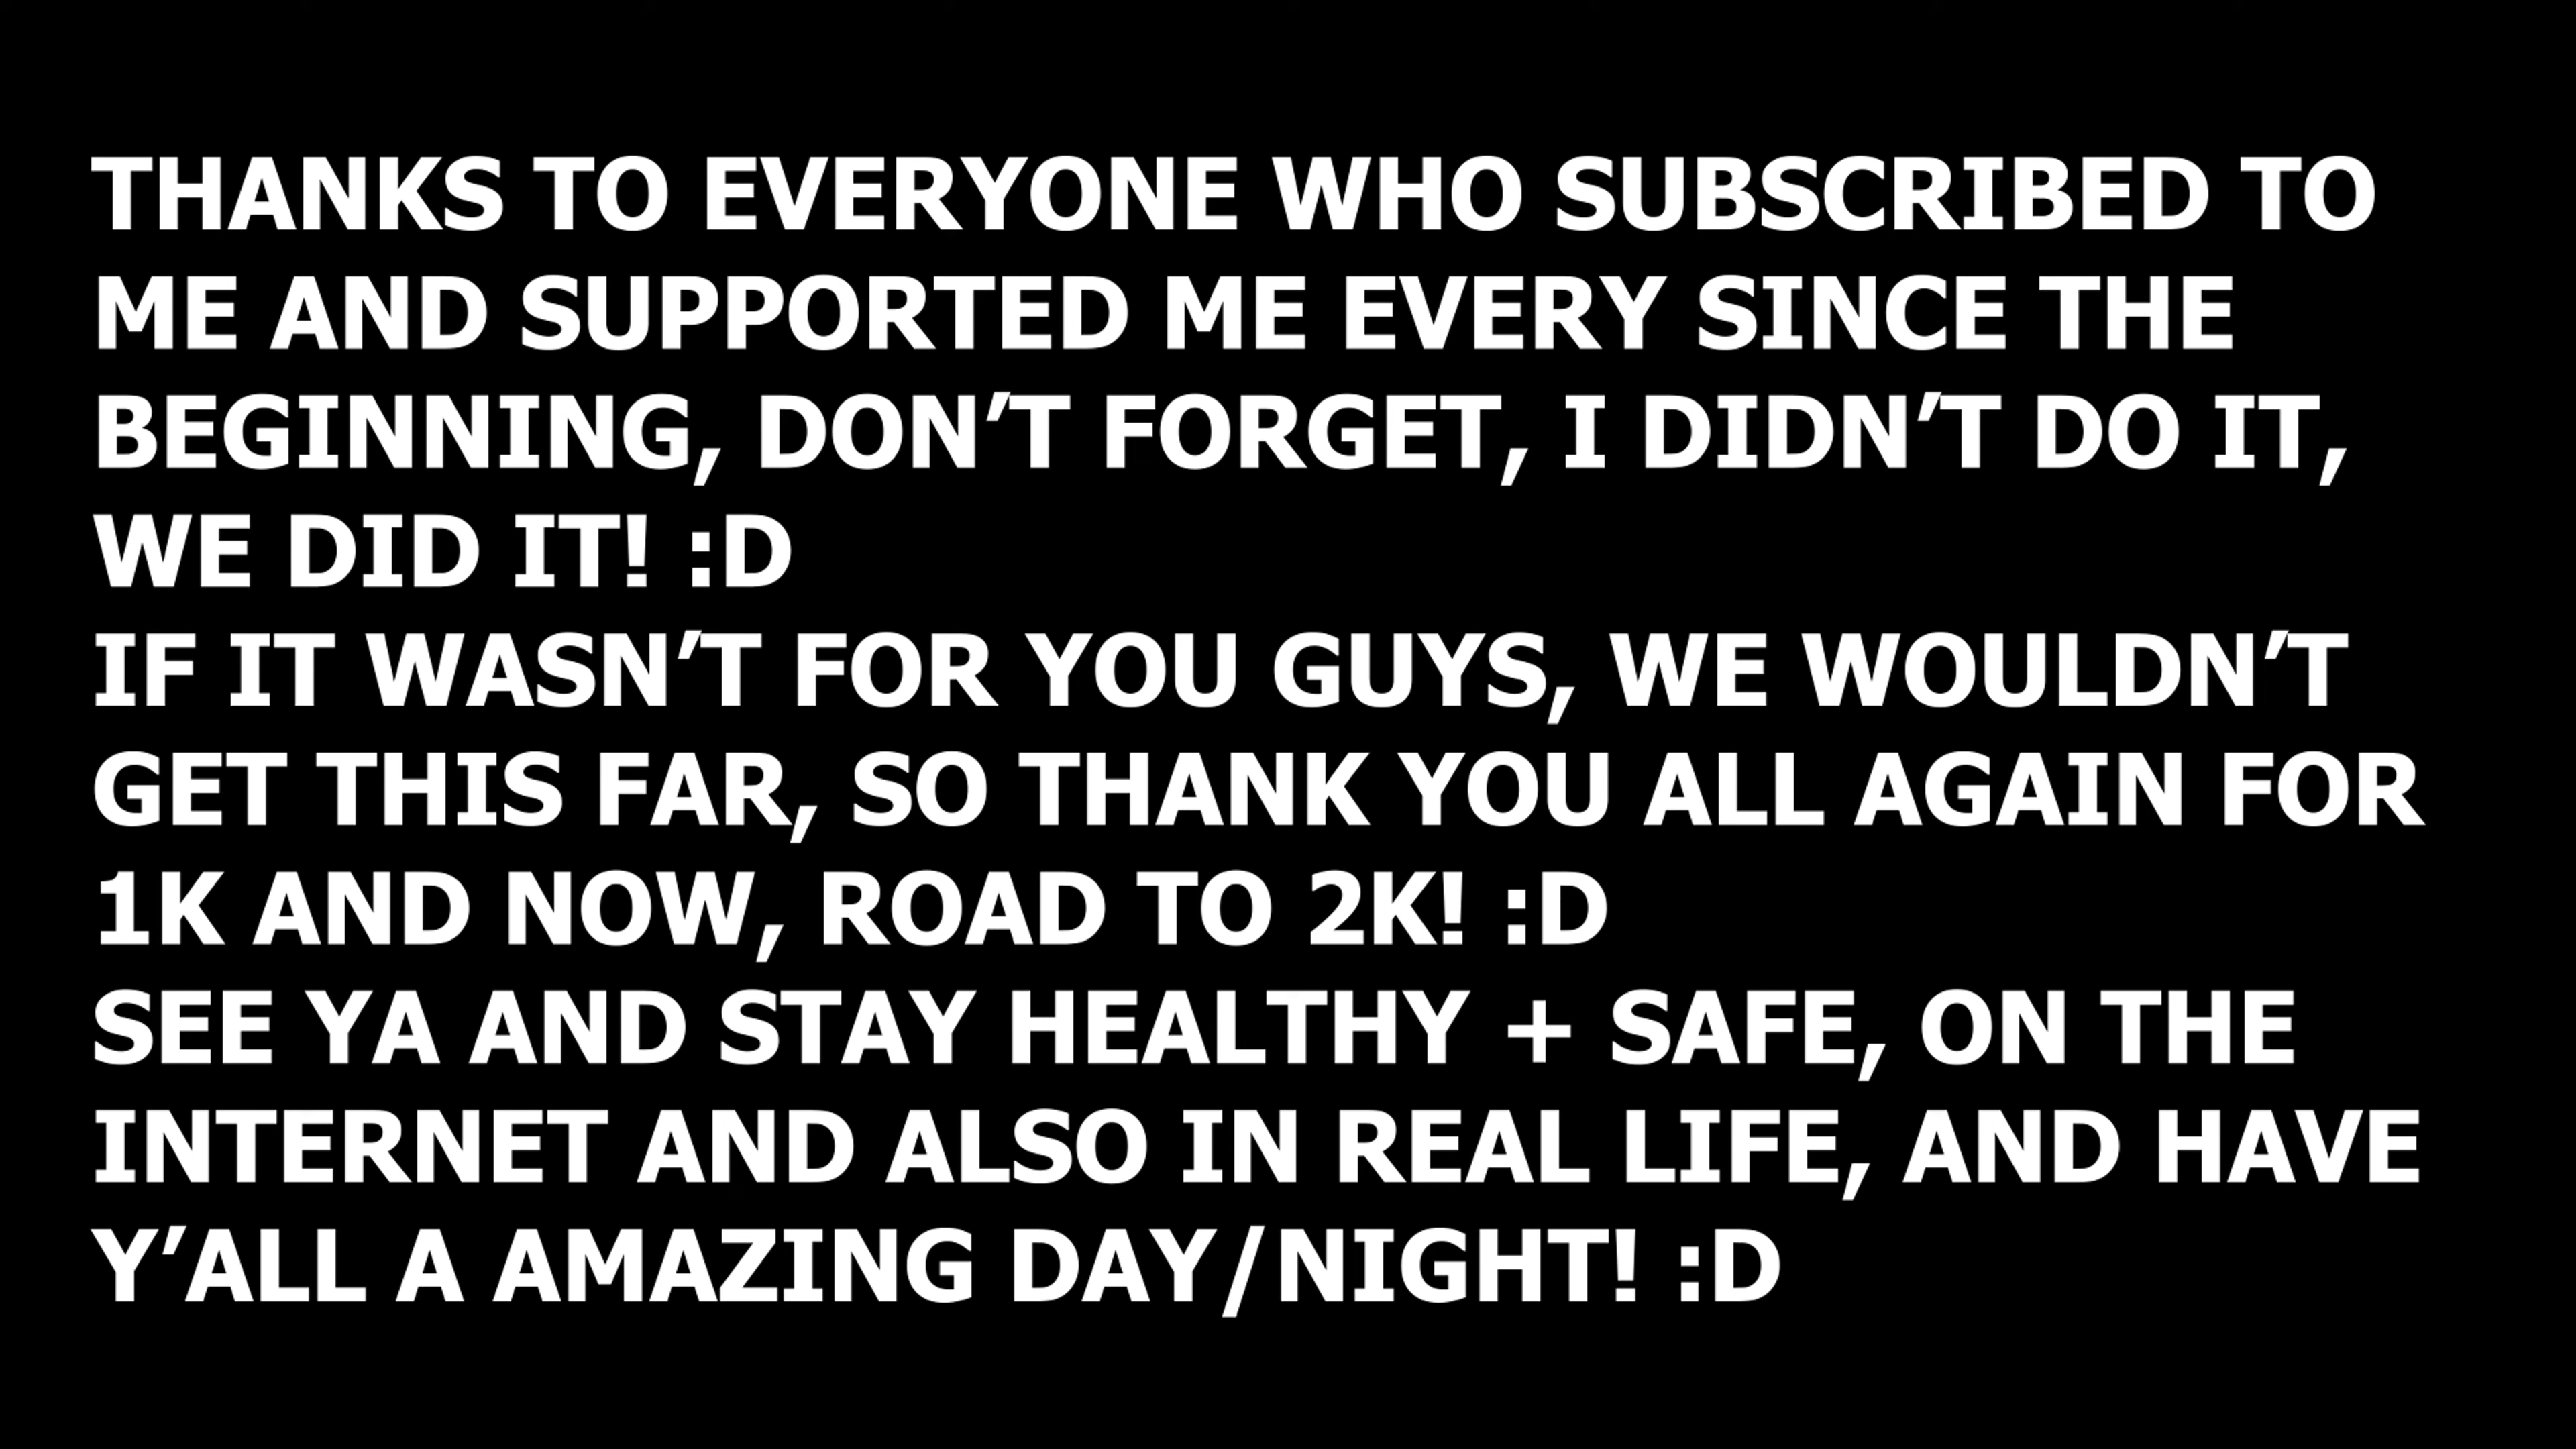 THANKS TO EVERYONE WHO SUBSCRIBED TO
ME AND SUPPORTED ME EVERY SINCE THE
BEGINNING, DON’T FORGET, I DIDN’T DO IT,
WE DID IT! :D
IF IT WASN’T FOR YOU GUYS, WE WOULDN’T
GET THIS FAR, SO THANK YOU ALL AGAIN FOR
1K AND NOW, ROAD TO 2K! :D
SEE YA AND STAY HEALTHY + SAFE, ON THE
INTERNET AND ALSO IN REAL LIFE, AND HAVE
Y’ALL A AMAZING DAY/NIGHT! :D